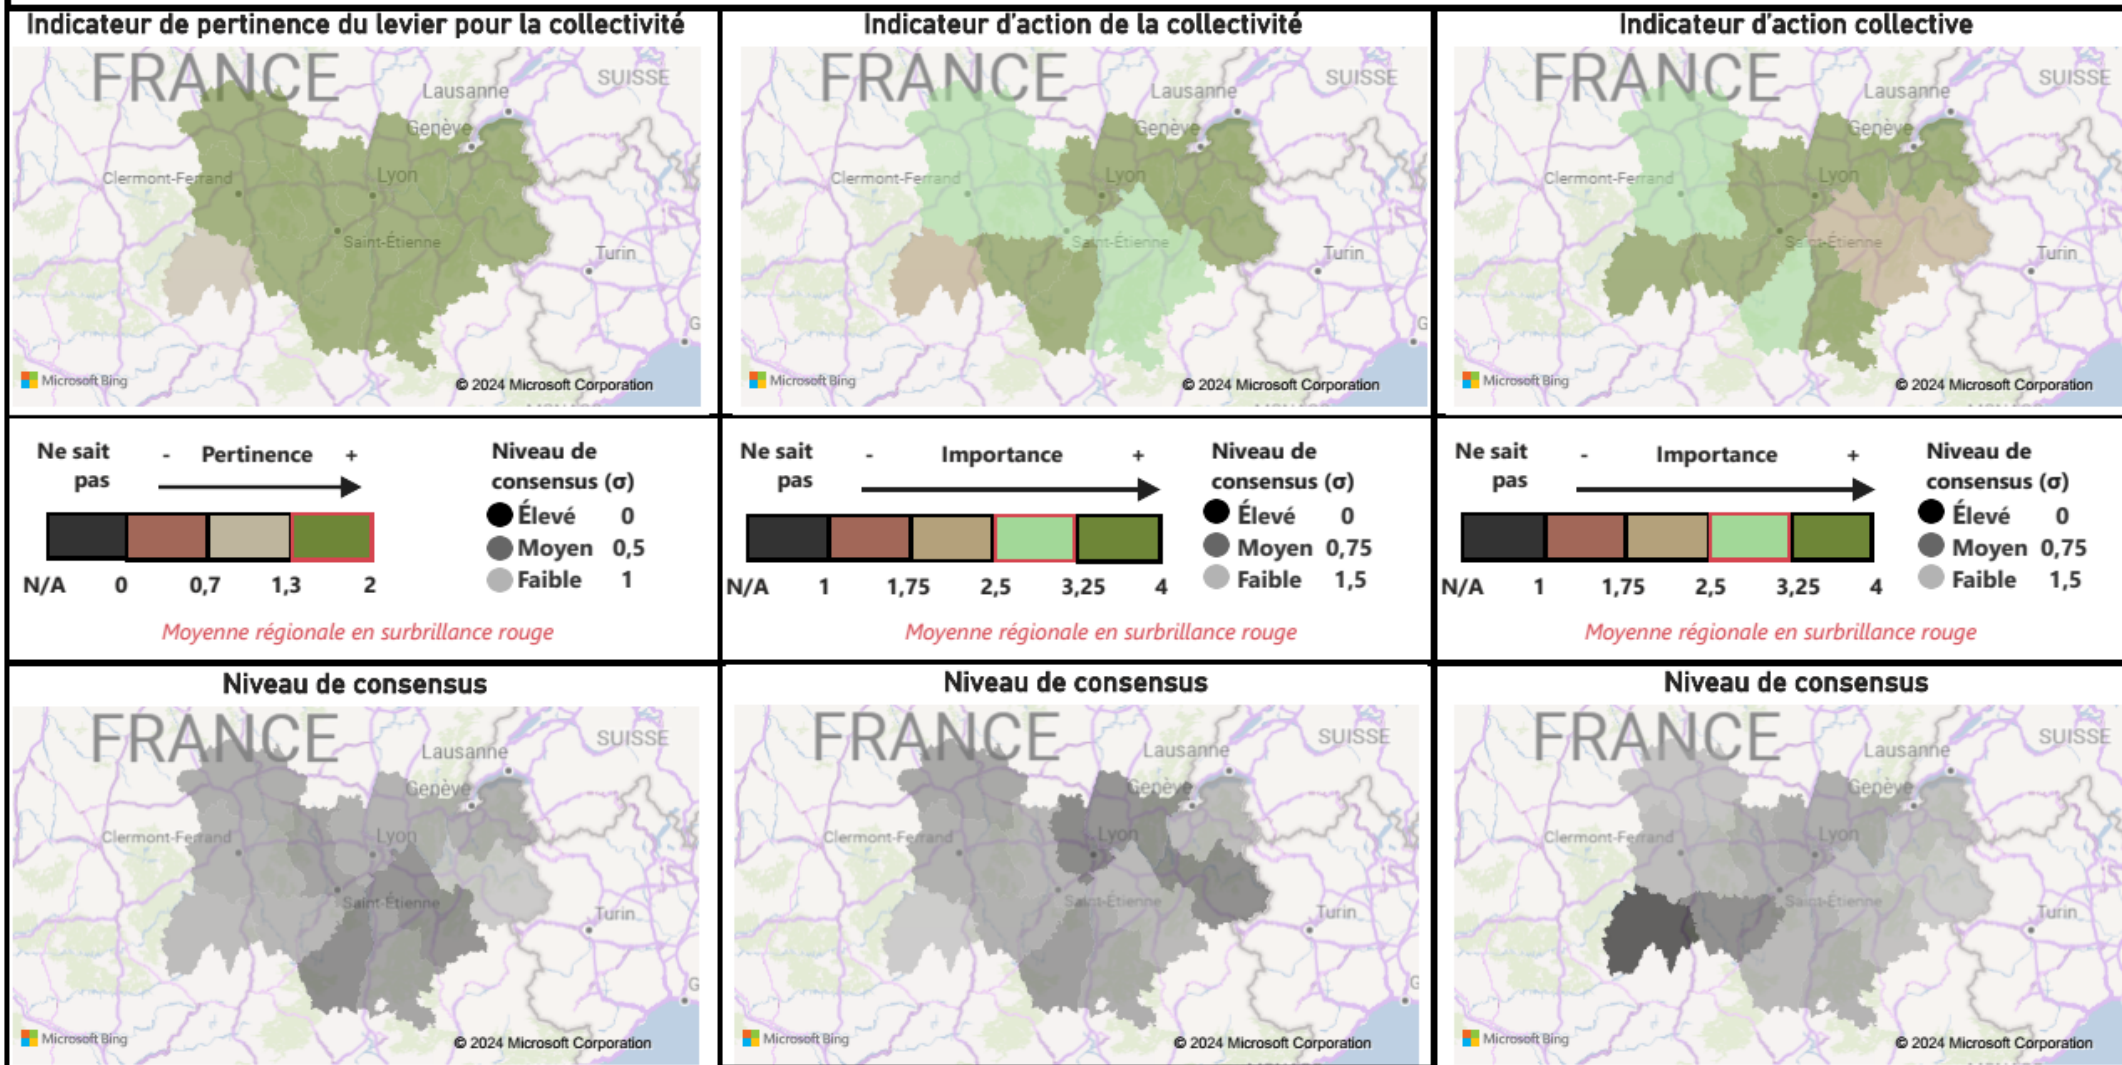 Indicateur de pertinence du levier pour la collectivité
FRANCE
SUISSE
Lausanne
Genève
Clermont-Ferrand
Lyon
Saint-Étienne
Turin
G
Microsoft Bing
© 2024 Microsoft Corporation
Indicateur d'action de la collectivité
FRANCE
SUISSE
Lausanne
Genève
Clermont-Ferrand
Lyon
Saint-Étienne
Turin
G
Microsoft Bing
© 2024 Microsoft Corporation
Indicateur d'action collective
FRANCE
SUISSE
Lausanne
Genève
Clermont-Ferrand
Lyon
Saint-Étienne
Turin
Microsoft Bing
© 2024 Microsoft Corporation
Ne sait
pas
- Pertinence +
N/A 0 0,7 1,3 2
Niveau de
consensus (σ)
Élevé 0
Moyen 0,5
Faible 1
Moyenne régionale en surbrillance rouge
Ne sait
pas
- Importance +
N/A 1 1,75 2,5 3,25 4
Niveau de
consensus (σ)
Élevé 0
Moyen 0,75
Faible 1,5
Moyenne régionale en surbrillance rouge
Ne sait
pas
- Importance +
N/A 1 1,75 2,5 3,25 4
Niveau de
consensus (σ)
Élevé 0
Moyen 0,75
Faible 1,5
Moyenne régionale en surbrillance rouge
Niveau de consensus
FRANCE
SUISSE
Lausanne
Genève
Clermont-Ferrand
Lyon
Saint-Étienne
Turin
G
Microsoft Bing
© 2024 Microsoft Corporation
Niveau de consensus
FRANCE
SUISSE
Lausanne
Genève
Clermont-Ferrand
Lyon
Saint-Étienne
Turin
G
Microsoft Bing
© 2024 Microsoft Corporation
Niveau de consensus
FRANCE
SUISSE
Lausanne
Genève
Clermont-Ferrand
Lyon
Saint-Étienne
Turin
Microsoft Bing
© 2024 Microsoft Corporation